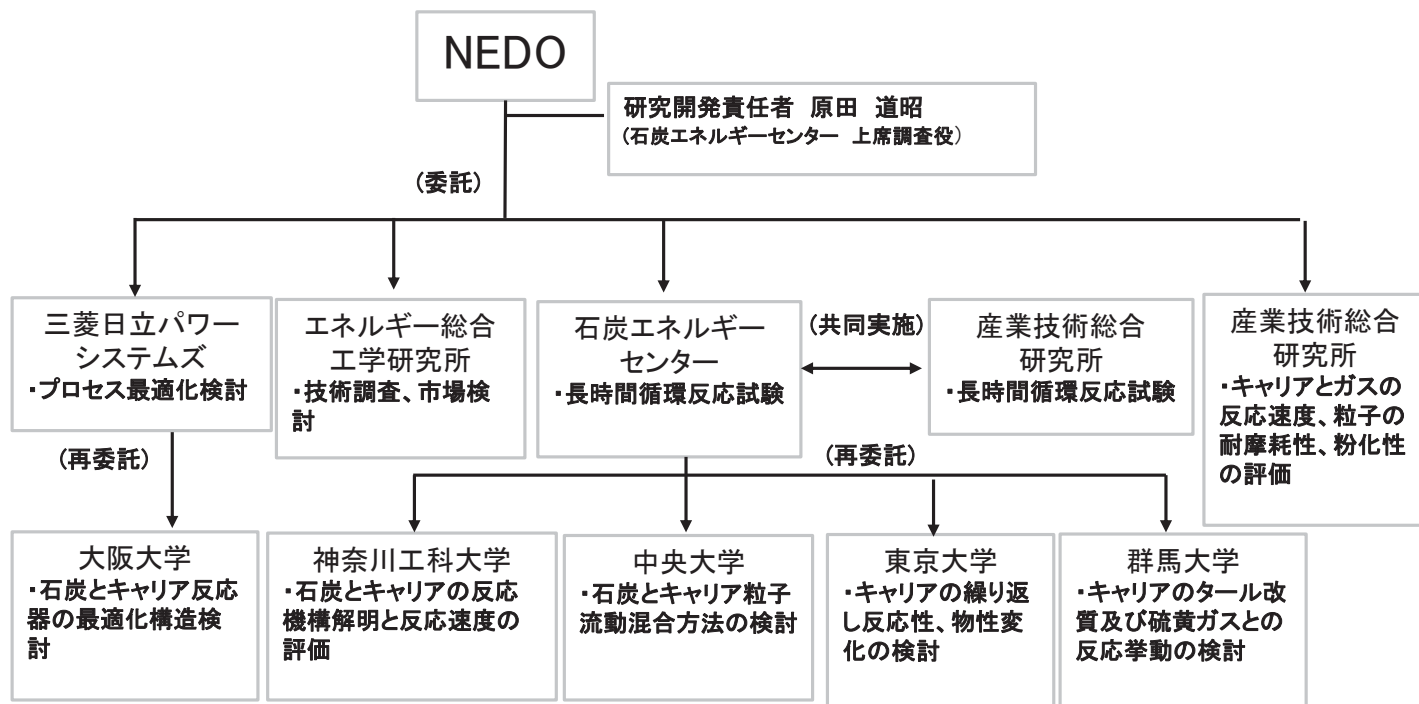 NEDO
研究開発責任者 原田 道昭
(石炭エネルギーセンター 上席調査役)
(委託)
三菱日立パワー
システムズ
・プロセス最適化検討
エネルギー総合
工学研究所
・技術調査、市場検
討
石炭エネルギー
センター
・長時間循環反応試験
(共同実施)
産業技術総合
研究所
・長時間循環反応試験
産業技術総合
研究所
・キャリアとガスの
反応速度、粒子の
耐摩耗性、粉化性
の評価
(再委託)
(再委託)
大阪大学
・石炭とキャリア反応
器の最適化構造検
討
神奈川工科大学
・石炭とキャリアの反応
機構解明と反応速度の
評価
中央大学
・石炭とキャリア粒子
流動混合方法の検討
東京大学
・キャリアの繰り返
し反応性、物性変
化の検討
群馬大学
・キャリアのタール改
質及び硫黄ガスとの
反応挙動の検討